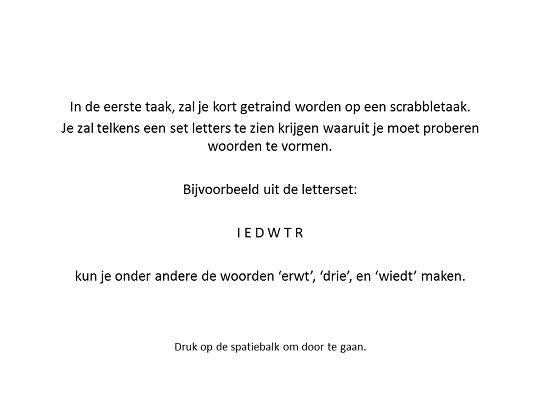 In de eerste taak, zal je kort getraind worden op een scrabbletaak.
Je zal telkens een set letters te zien krijgen waaruit je moet proberen
woorden te vormen.
Bijvoorbeeld uit de letterset:
I E D W T R
kun je onder andere de woorden ‘erwt’, ‘drie’, en ‘wiedt’ maken.
Druk op de spatiebalk om door te gaan.